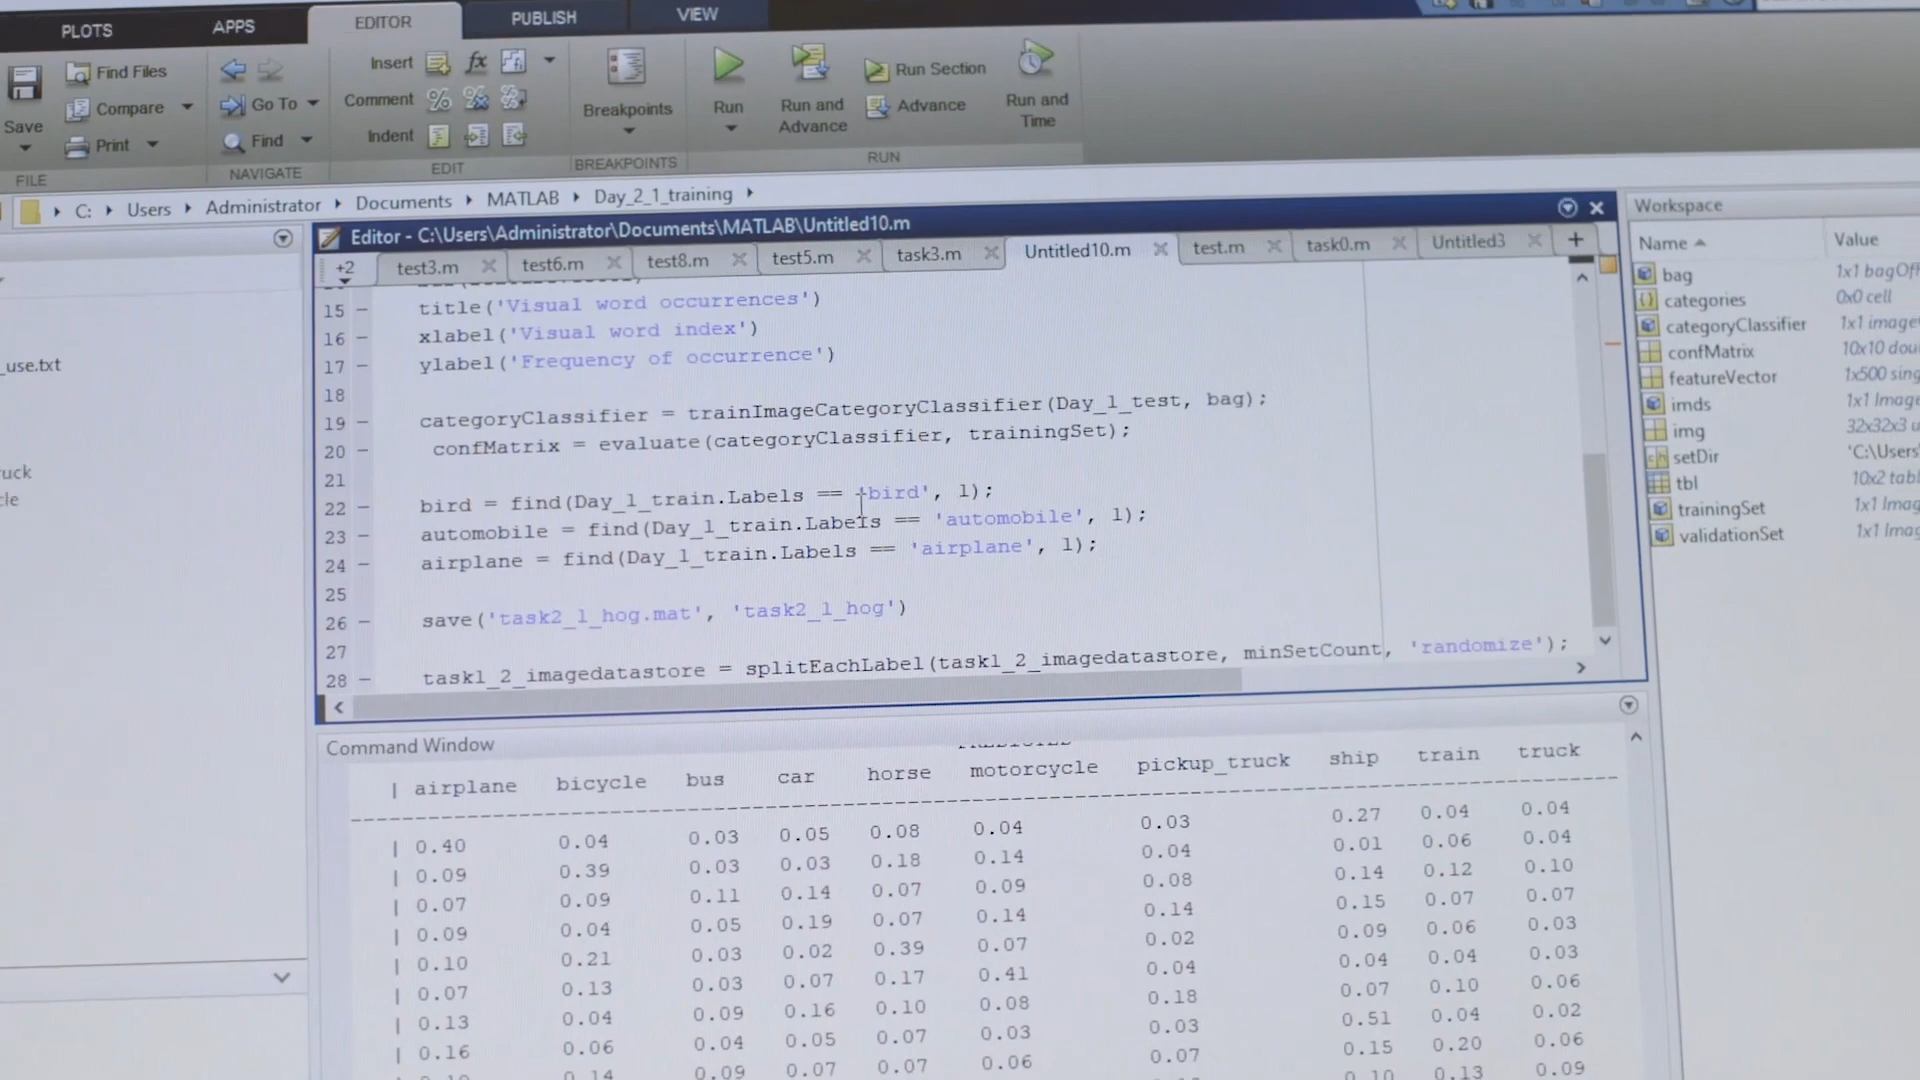 PLOTS APPS EDITOR PUBLISH VIEW
Find Files Insert fx Run Section
Compare Go To Comment Breakpoints Run Run and Advance Advance Run and Time
Save Print Find Indent
FILE NAVIGATE EDIT BREAKPOINTS RUN
C: Users Administrator Documents MATLAB Day_2_1_training
Editor - C:\Users\Administrator\Documents\MATLAB\Untitled10.m
+2 test3.m test6.m test8.m test5.m task3.m Untitled10.m test.m task0.m Untitled3 +
15 – title('Visual word occurrences')
16 – xlabel('Visual word index')
17 – ylabel('Frequency of occurrence')
18
19 – categoryClassifier = trainImageCategoryClassifier(Day_1_test, bag);
20 – confMatrix = evaluate(categoryClassifier, trainingSet);
21
22 – bird = find(Day_1_train.Labels == 'bird', 1);
23 – automobile = find(Day_1_train.Labels == 'automobile', 1);
24 – airplane = find(Day_1_train.Labels == 'airplane', 1);
25
26 – save('task2_1_hog.mat', 'task2_1_hog')
27
28 – task1_2_imagedatastore = splitEachLabel(task1_2_imagedatastore, minSetCount, 'randomize');
_use.txt
uck
cle
Workspace
Name Value
bag 1x1 bagOf
categories 0x0 cell
categoryClassifier 1x1 image
confMatrix 10x10 dou
featureVector 1x500 sing
imds 1x1 Image
img 32x32x3 u
setDir 'C:\Users
tbl 10x2 tabl
trainingSet 1x1 Imag
validationSet 1x1 Imag
Command Window
| airplane bicycle bus car horse motorcycle pickup_truck ship train truck
| 0.40 0.04 0.03 0.05 0.08 0.04 0.03 0.27 0.04 0.04
| 0.09 0.39 0.03 0.03 0.18 0.14 0.04 0.01 0.06 0.04
| 0.07 0.09 0.11 0.14 0.07 0.09 0.08 0.14 0.12 0.10
| 0.09 0.04 0.05 0.19 0.07 0.14 0.14 0.15 0.07 0.07
| 0.10 0.21 0.03 0.02 0.39 0.07 0.02 0.09 0.06 0.03
| 0.07 0.13 0.03 0.07 0.17 0.41 0.04 0.04 0.04 0.03
| 0.13 0.04 0.09 0.16 0.10 0.08 0.18 0.07 0.10 0.06
| 0.16 0.06 0.04 0.05 0.07 0.03 0.03 0.51 0.04 0.02
0.14 0.09 0.07 0.07 0.06 0.07 0.15 0.20 0.06
0.10 0.13 0.09